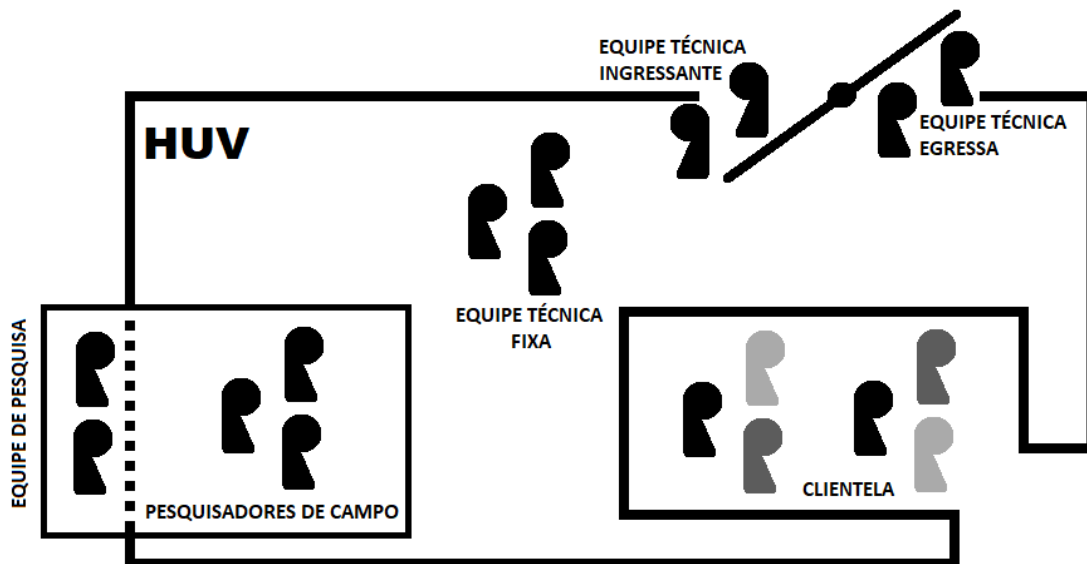 EQUIPE TÉCNICA
INGRESSANTE
EQUIPE TÉCNICA
EGRESSA
HUV
EQUIPE TÉCNICA
FIXA
EQUIPE DE PESQUISA
PESQUISADORES DE CAMPO
CLIENTELA